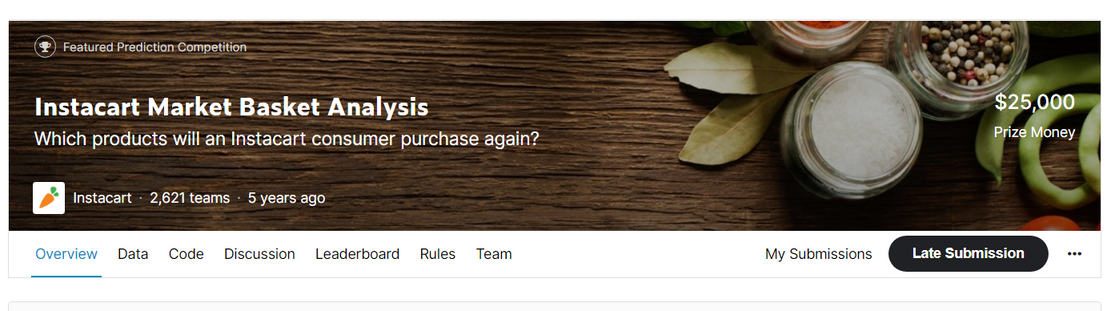 Featured Prediction Competition
Instacart Market Basket Analysis
Which products will an Instacart consumer purchase again?
$25,000
Prize Money
Instacart · 2,621 teams · 5 years ago
Overview Data Code Discussion Leaderboard Rules Team My Submissions Late Submission